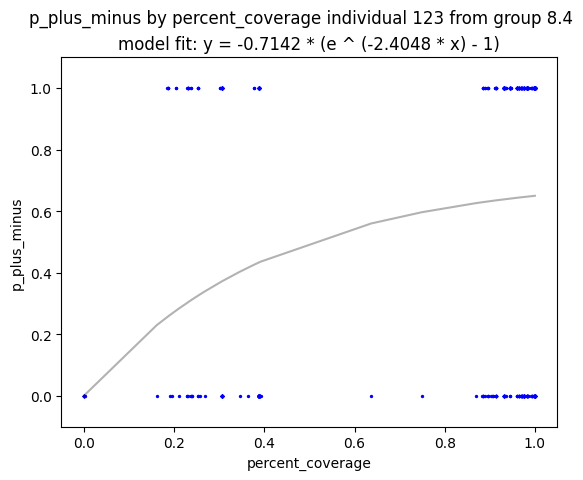 p_plus_minus by percent_coverage individual 123 from group 8.4
model fit: y = -0.7142 * (e ^ (-2.4048 * x) - 1)
1.0
0.8
0.6
0.4
0.2
0.0
p_plus_minus
0.0 0.2 0.4 0.6 0.8 1.0
percent_coverage